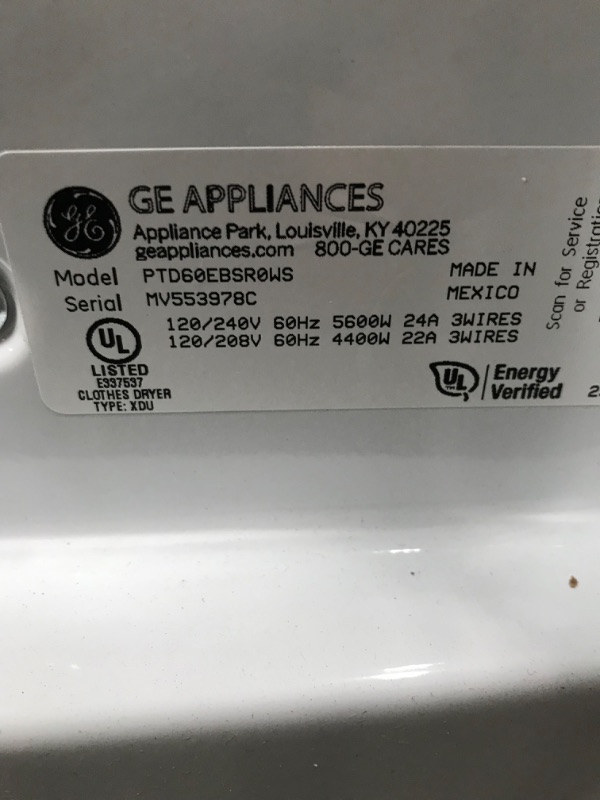 GE APPLIANCES
Appliance Park, Louisville, KY 40225
geappliances.com 800-GE CARES
Model PTD60EBSR0WS
Serial MV553978C
MADE IN
MEXICO
120/240V 60Hz 5600W 24A 3WIRES
120/208V 60Hz 4400W 22A 3WIRES
UL
LISTED
E337537
CLOTHES DRYER
TYPE: XDU
UL
Energy
Verified
Scan for Service
or